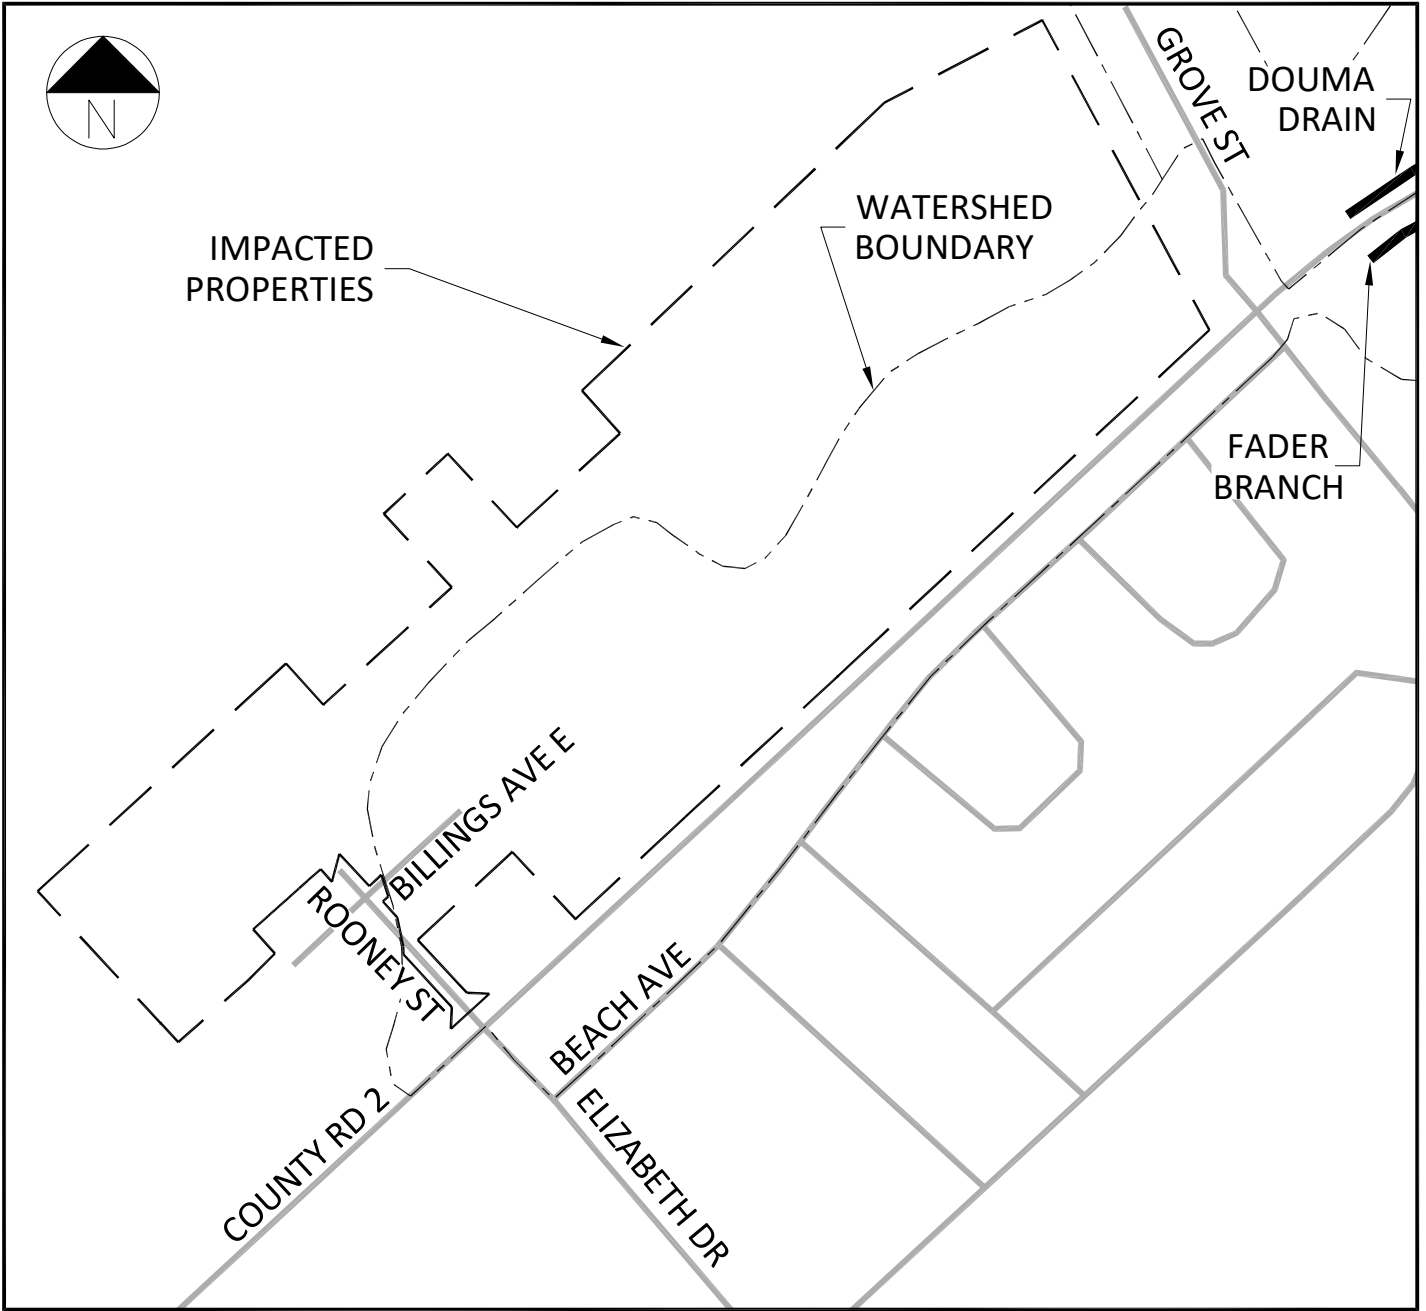 N
GROVE ST
DOUMA
DRAIN
WATERSHED
BOUNDARY
IMPACTED
PROPERTIES
FADER
BRANCH
BILLINGS AVE E
ROONEY ST
BEACH AVE
COUNTY RD 2
ELIZABETH DR